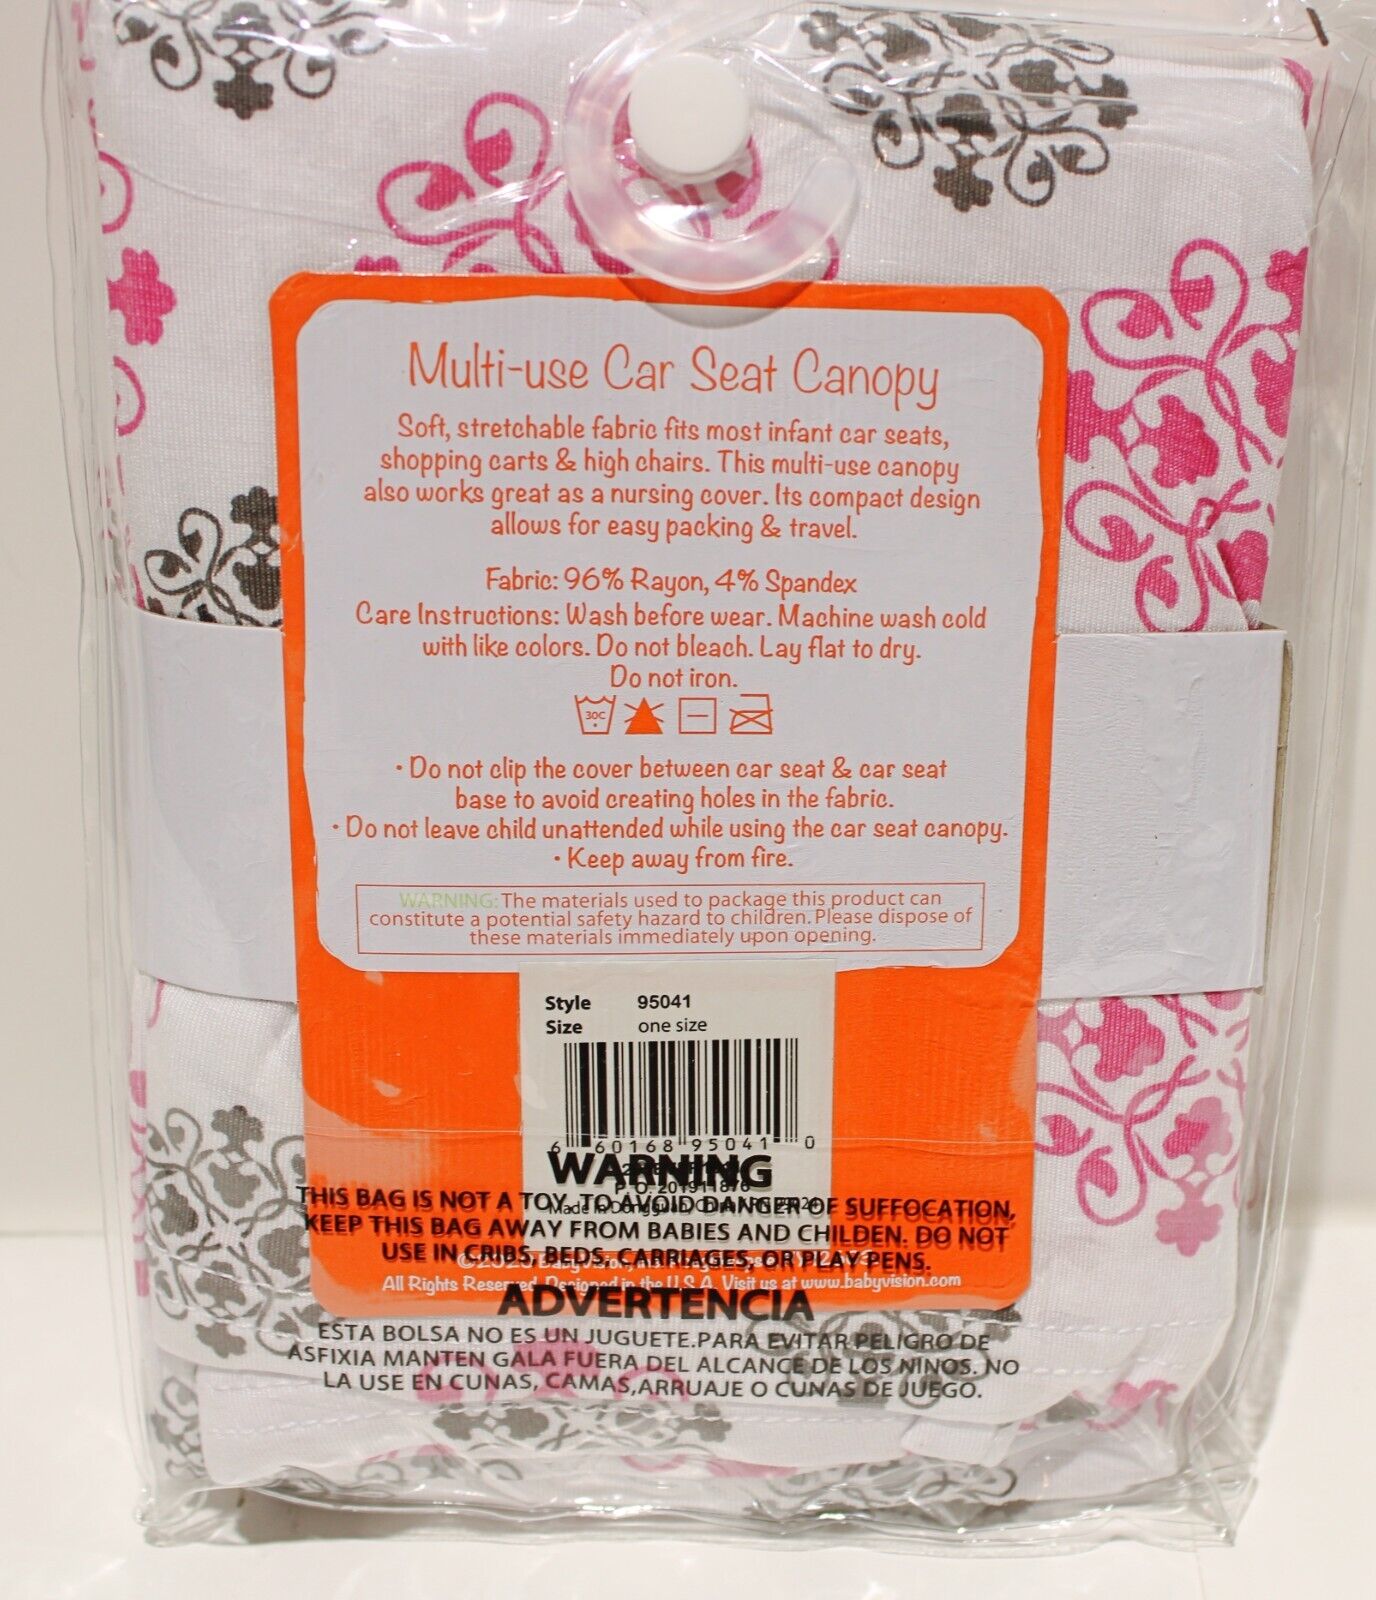 Multi-use Car Seat Canopy
Soft, stretchable fabric fits most infant car seats,
shopping carts & high chairs. This multi-use canopy
also works great as a nursing cover. Its compact design
allows for easy packing & travel.
Fabric: 96% Rayon, 4% Spandex
Care Instructions: Wash before wear. Machine wash cold
with like colors. Do not bleach. Lay flat to dry.
Do not iron.
30C
• Do not clip the cover between car seat & car seat
base to avoid creating holes in the fabric.
• Do not leave child unattended while using the car seat canopy.
• Keep away from fire.
WARNING: The materials used to package this product can
constitute a potential safety hazard to children. Please dispose of
these materials immediately upon opening.
Style 95041
Size one size
6 60168 95041 0
WARNING
P.O. 201911878
THIS BAG IS NOT A TOY. TO AVOID DANGER OF SUFFOCATION,
Made in Dongguan, China
KEEP THIS BAG AWAY FROM BABIES AND CHILDEN. DO NOT
USE IN CRIBS, BEDS, CARRIAGES, OR PLAY PENS.
All Rights Reserved. Designed in the U.S.A. Visit us at www.babyvision.com
ADVERTENCIA
ESTA BOLSA NO ES UN JUGUETE.PARA EVITAR PELIGRO DE
ASFIXIA MANTEN GALA FUERA DEL ALCANCE DE LOS NINOS. NO
LA USE EN CUNAS, CAMAS,ARRUAJE O CUNAS DE JUEGO.